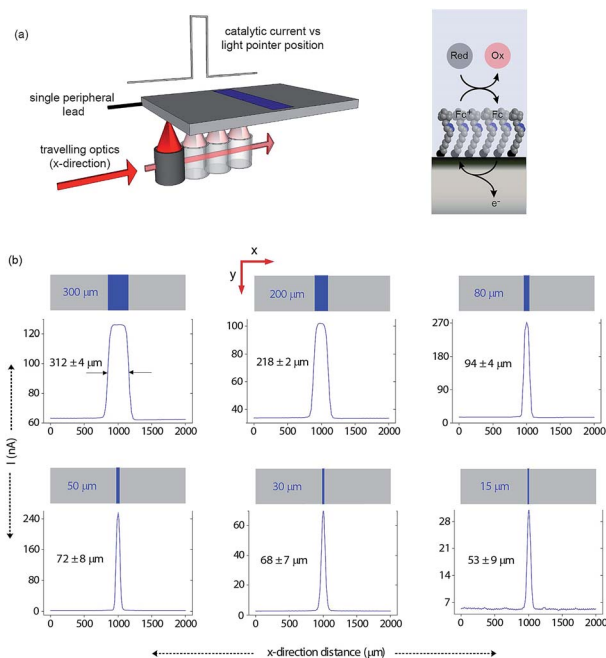 (a)
catalytic current vs
light pointer position
single peripheral
lead
travelling optics
(x-direction)
Red
Ox
Fc⁺
Fc
e⁻
(b)
x
y
300 µm
200 µm
80 µm
120
100
80
60
312 ± 4 µm
0
500
1000
1500
2000
100
80
60
40
218 ± 2 µm
0
500
1000
1500
2000
270
180
90
0
94 ± 4 µm
0
500
1000
1500
2000
I (nA)
50 µm
30 µm
15 µm
240
160
80
0
72 ± 8 µm
0
500
1000
1500
2000
60
40
20
0
68 ± 7 µm
0
500
1000
1500
2000
28
21
14
7
53 ± 9 µm
0
500
1000
1500
2000
x-direction distance (µm)